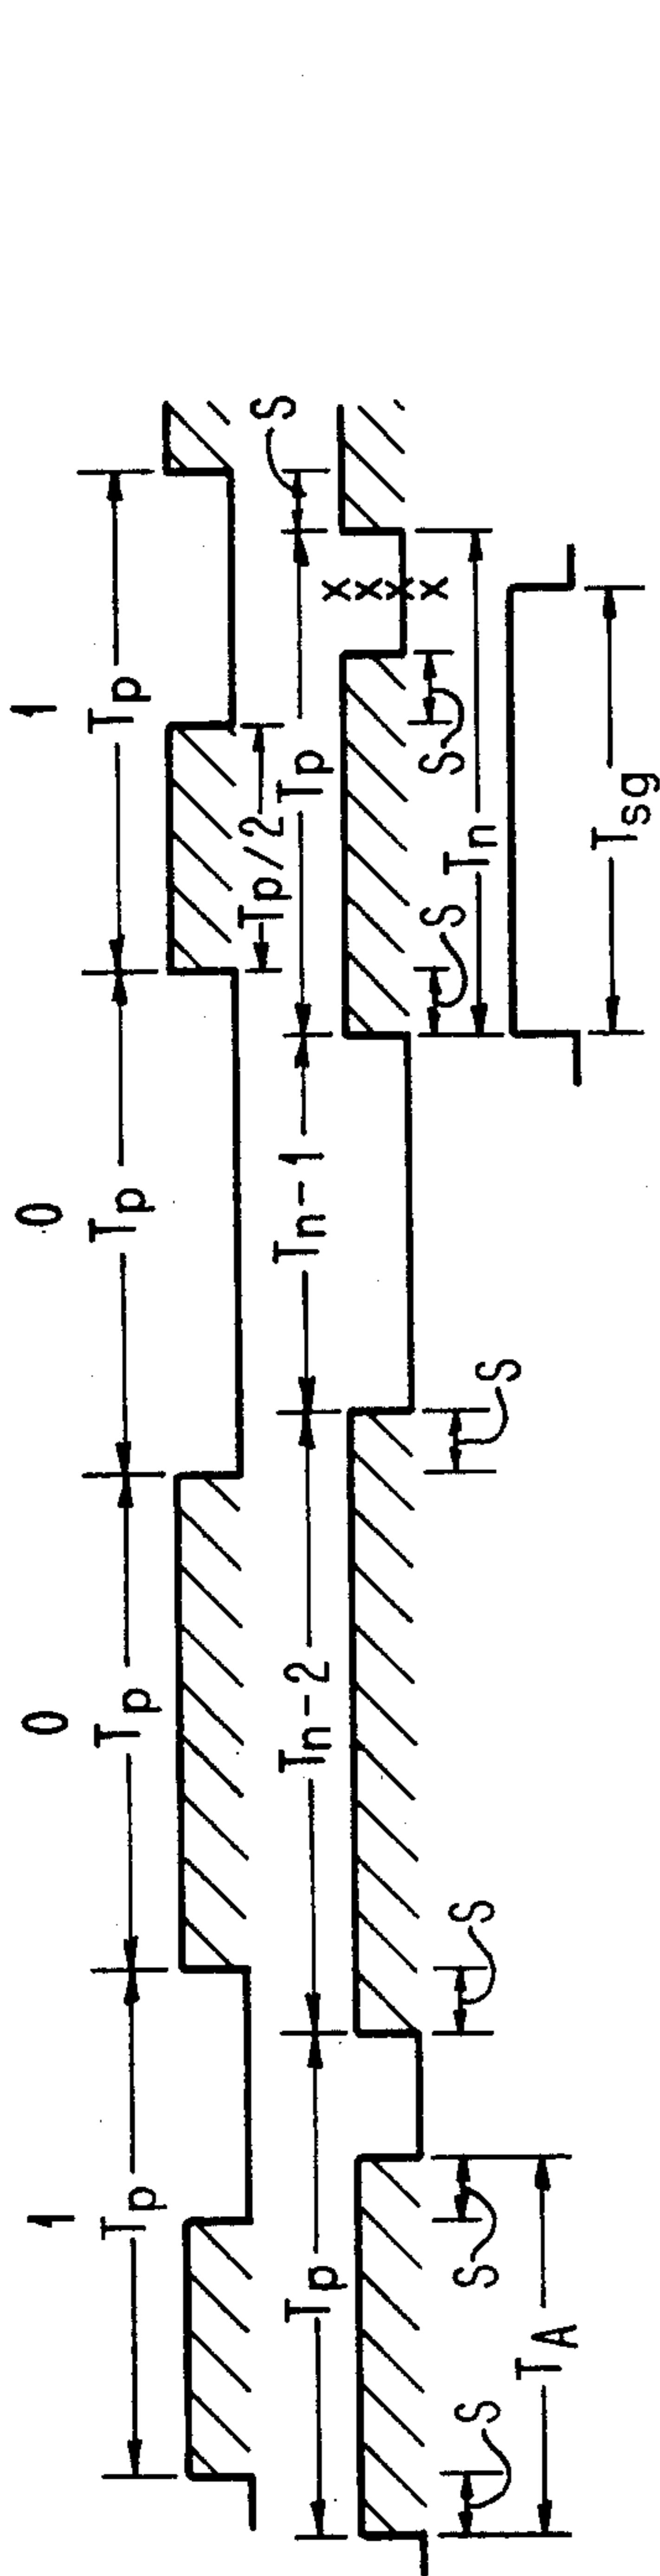 1 0 0 1
Tp Tp Tp Tp
Tp/2 S
Tp Tn-2 Tn-1 Tp
XXXX
S S S S S S
Tn
TA
Tsg